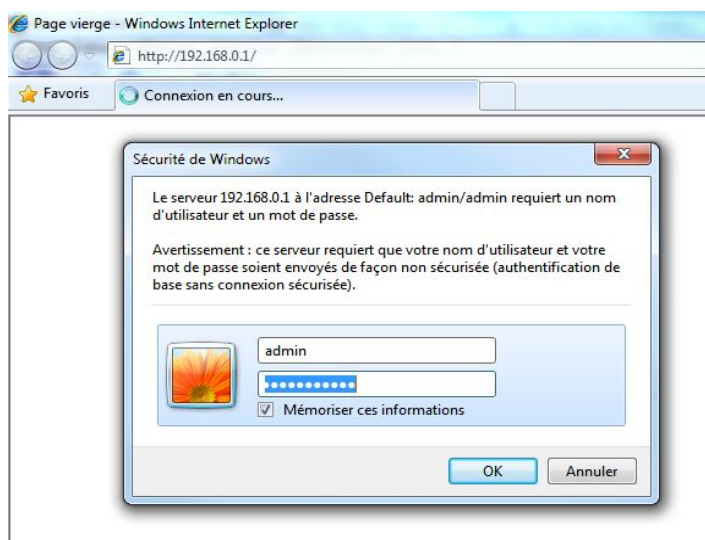 Page vierge - Windows Internet Explorer
http://192.168.0.1/
Favoris
Connexion en cours...
Sécurité de Windows
Le serveur 192.168.0.1 à l'adresse Default: admin/admin requiert un nom
d'utilisateur et un mot de passe.
Avertissement : ce serveur requiert que votre nom d'utilisateur et votre
mot de passe soient envoyés de façon non sécurisée (authentification de
base sans connexion sécurisée).
admin
•••••••••••
Mémoriser ces informations
OK
Annuler